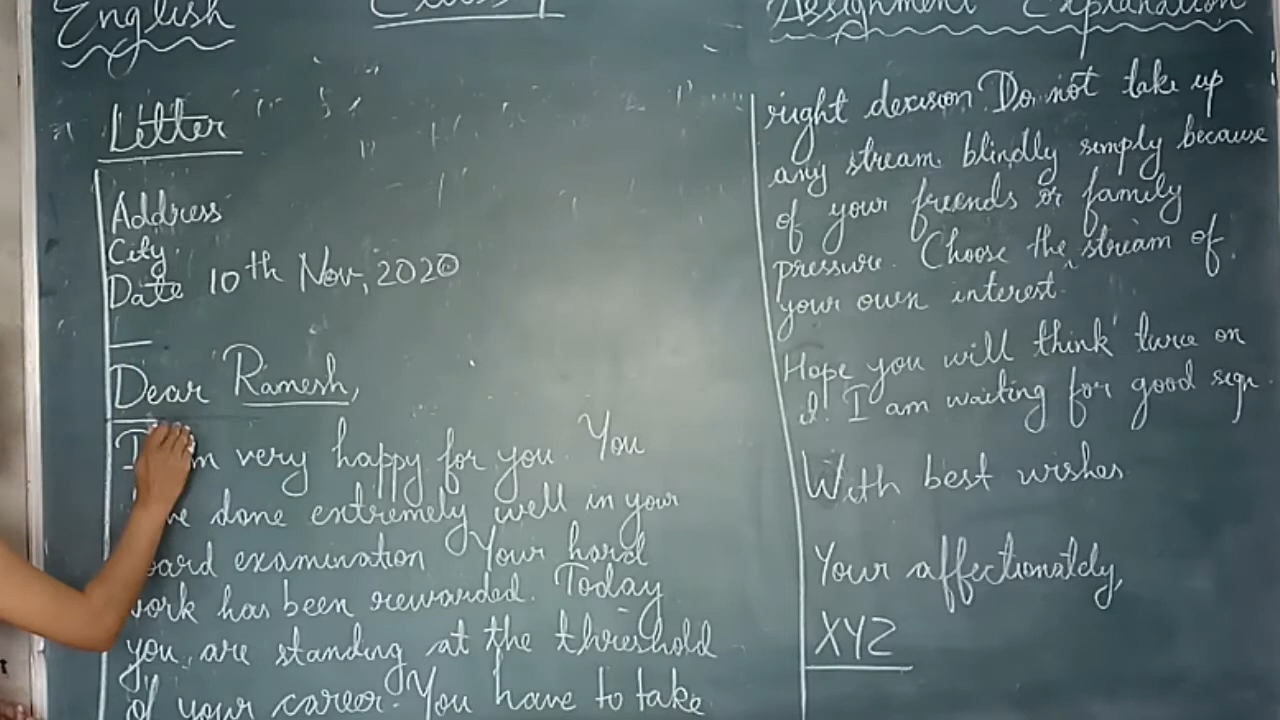 English
Assignment Explanation
Letter
Address
City
Date 10th Nov, 2020
Dear Ramesh,
I am very happy for you. You
done extremely well in your
board examination Your hard
work has been rewarded. Today
you are standing at the threshold
of your career. You have to take
right decision. Do not take up
any stream blindly simply because
of your friends or family
pressure. Choose the stream of
your own interest.
Hope you will think twice on
it! I am waiting for good sign.
With best wishes
Your affectionately,
XYZ